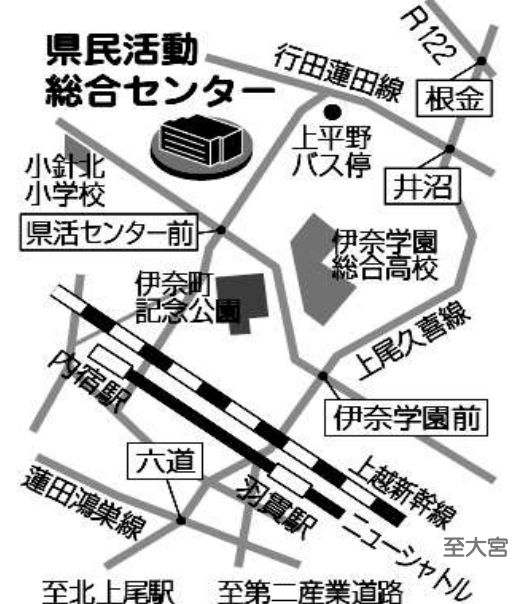 県民活動
総合センター
R122
行田蓮田線
根金
上平野
バス停
井沼
小針北
小学校
県活センター前
伊奈学園
総合高校
伊奈町
記念公園
上尾久喜線
内宿駅
伊奈学園前
六道
羽貫駅
上越新幹線
蓮田鴻巣線
ニューシャトル
至大宮
至北上尾駅
至第二産業道路